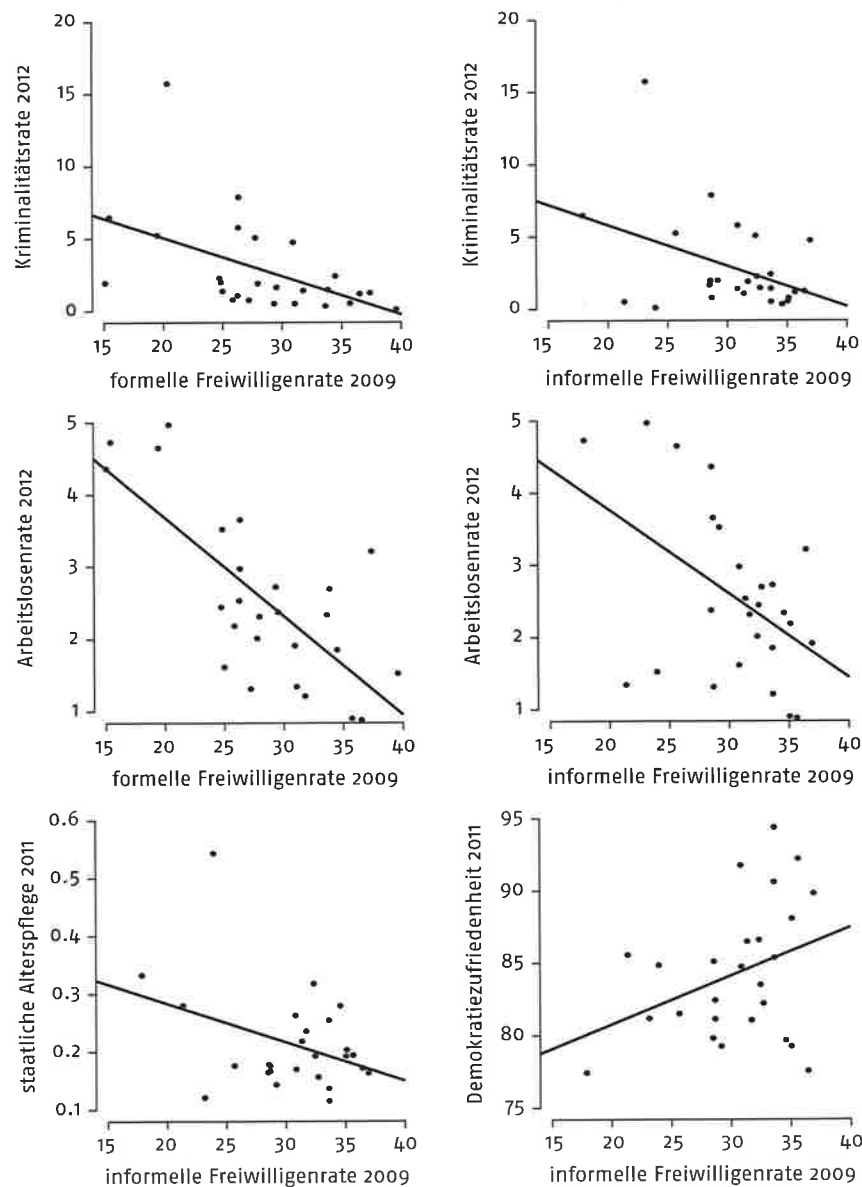 Kriminalitätsrate 2012
20
15
10
5
0
15 20 25 30 35 40
formelle Freiwilligenrate 2009
Kriminalitätsrate 2012
20
15
10
5
0
15 20 25 30 35 40
informelle Freiwilligenrate 2009
Arbeitslosenrate 2012
5
4
3
2
1
15 20 25 30 35 40
formelle Freiwilligenrate 2009
Arbeitslosenrate 2012
5
4
3
2
1
15 20 25 30 35 40
informelle Freiwilligenrate 2009
staatliche Alterspflege 2011
0.6
0.5
0.4
0.3
0.2
0.1
15 20 25 30 35 40
informelle Freiwilligenrate 2009
Demokratiezufriedenheit 2011
95
90
85
80
75
15 20 25 30 35 40
informelle Freiwilligenrate 2009